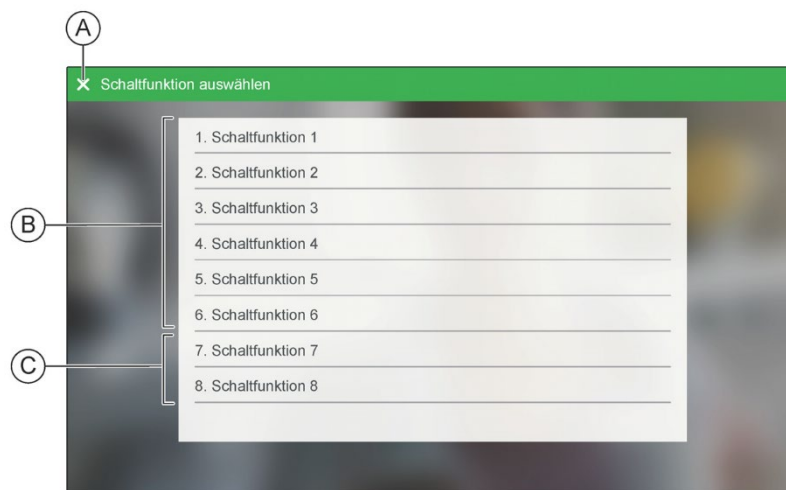 A
× Schaltfunktion auswählen
1. Schaltfunktion 1
2. Schaltfunktion 2
3. Schaltfunktion 3
B
4. Schaltfunktion 4
5. Schaltfunktion 5
6. Schaltfunktion 6
7. Schaltfunktion 7
C
8. Schaltfunktion 8